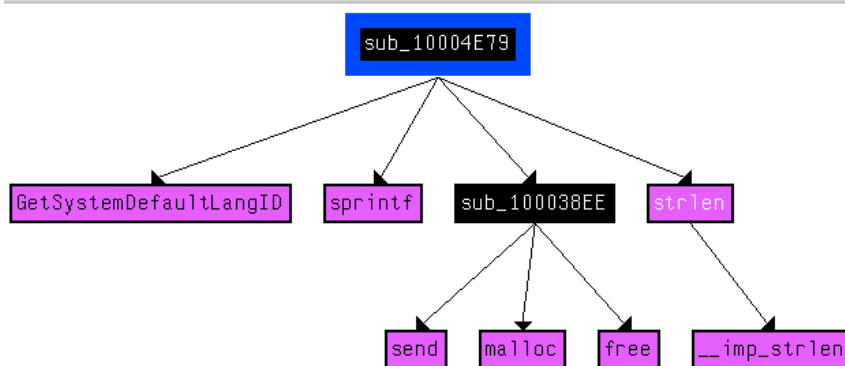 sub_10004E79
GetSystemDefaultLangID
sprintf
sub_100038EE
strlen
send
malloc
free
__imp_strlen